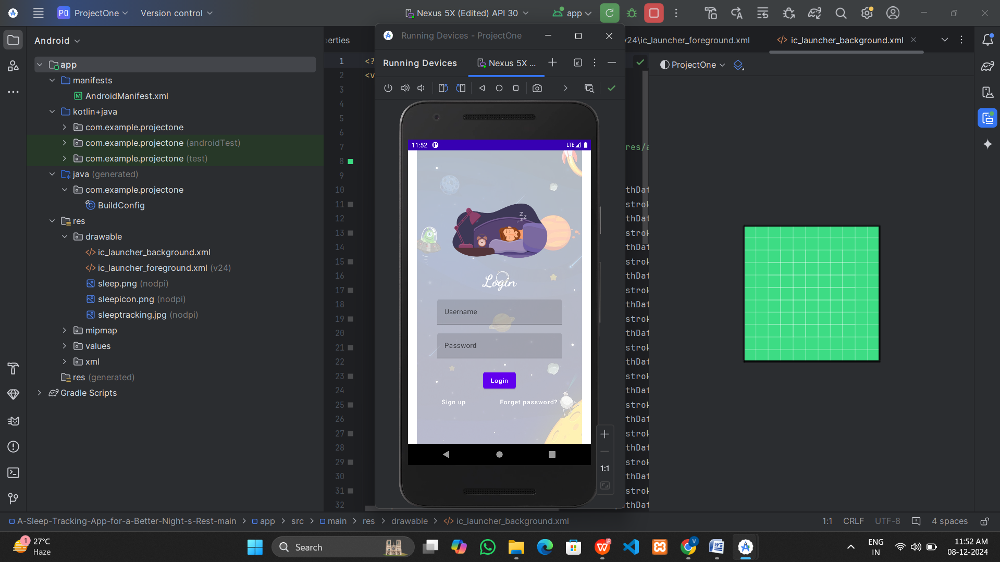 P0 ProjectOne Version control Nexus 5X (Edited) API 30 app
Android
app
manifests
AndroidManifest.xml
kotlin+java
com.example.projectone
com.example.projectone (androidTest)
com.example.projectone (test)
java (generated)
com.example.projectone
BuildConfig
res
drawable
ic_launcher_background.xml
ic_launcher_foreground.xml (v24)
sleep.png (nodpi)
sleepicon.png (nodpi)
sleeptracking.jpg (nodpi)
mipmap
values
xml
res (generated)
Gradle Scripts
erties v24\ic_launcher_foreground.xml ic_launcher_background.xml
1 <?
2 <v
3
4
5
6
7 res/a
8
9
10 thDat
11 strok
12 thDat
13 strok
14 thDat
15 strok
16 thDat
17 strok
18 thDat
19 strok
20 thDat
21 strok
22 thDat
23 strok
24 thDat
25 strok
26 thDat
27 strok
28 thDat
29 strok
30 thDat
31 strok
32 thDat
Running Devices - ProjectOne
Running Devices Nexus 5X ...
11:52 LTE
ZZZ
Login
Username
Password
Login
Sign up Forget password?
1:1
ProjectOne
A-Sleep-Tracking-App-for-a-Better-Night-s-Rest-main > app > src > main > res > drawable > ic_launcher_background.xml
1:1 CRLF UTF-8 4 spaces
1 27°C
Haze
Search
V
ENG
IN
11:52 AM
08-12-2024